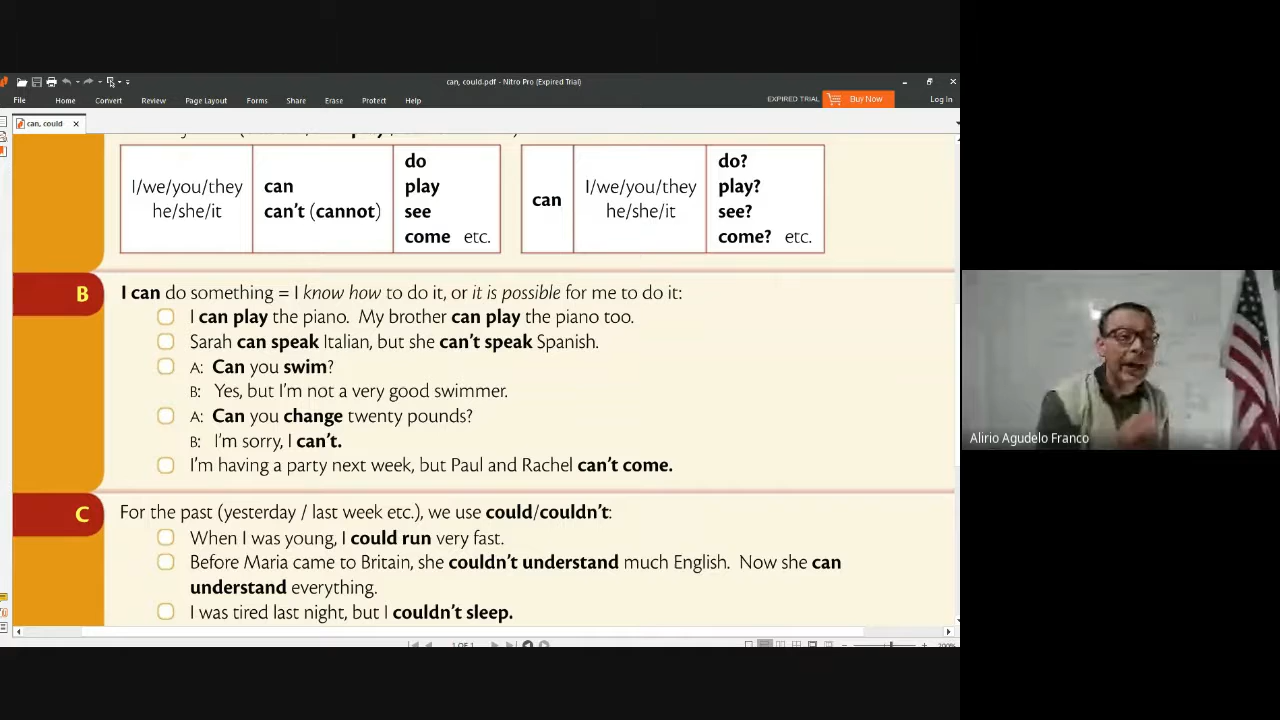 can, could.pdf - Nitro Pro (Expired Trial)
File Home Convert Review Page Layout Forms Share Erase Protect Help EXPIRED TRIAL Buy Now Log In
can, could
I/we/you/they
he/she/it
can
can't (cannot)
do
play
see
come etc.
can
I/we/you/they
he/she/it
do?
play?
see?
come? etc.
B I can do something = I know how to do it, or it is possible for me to do it:
I can play the piano. My brother can play the piano too.
Sarah can speak Italian, but she can't speak Spanish.
A: Can you swim?
B: Yes, but I'm not a very good swimmer.
A: Can you change twenty pounds?
B: I'm sorry, I can't.
I'm having a party next week, but Paul and Rachel can't come.
C For the past (yesterday / last week etc.), we use could/couldn't:
When I was young, I could run very fast.
Before Maria came to Britain, she couldn't understand much English. Now she can
understand everything.
I was tired last night, but I couldn't sleep.
1 OF 1
200%
Alirio Agudelo Franco